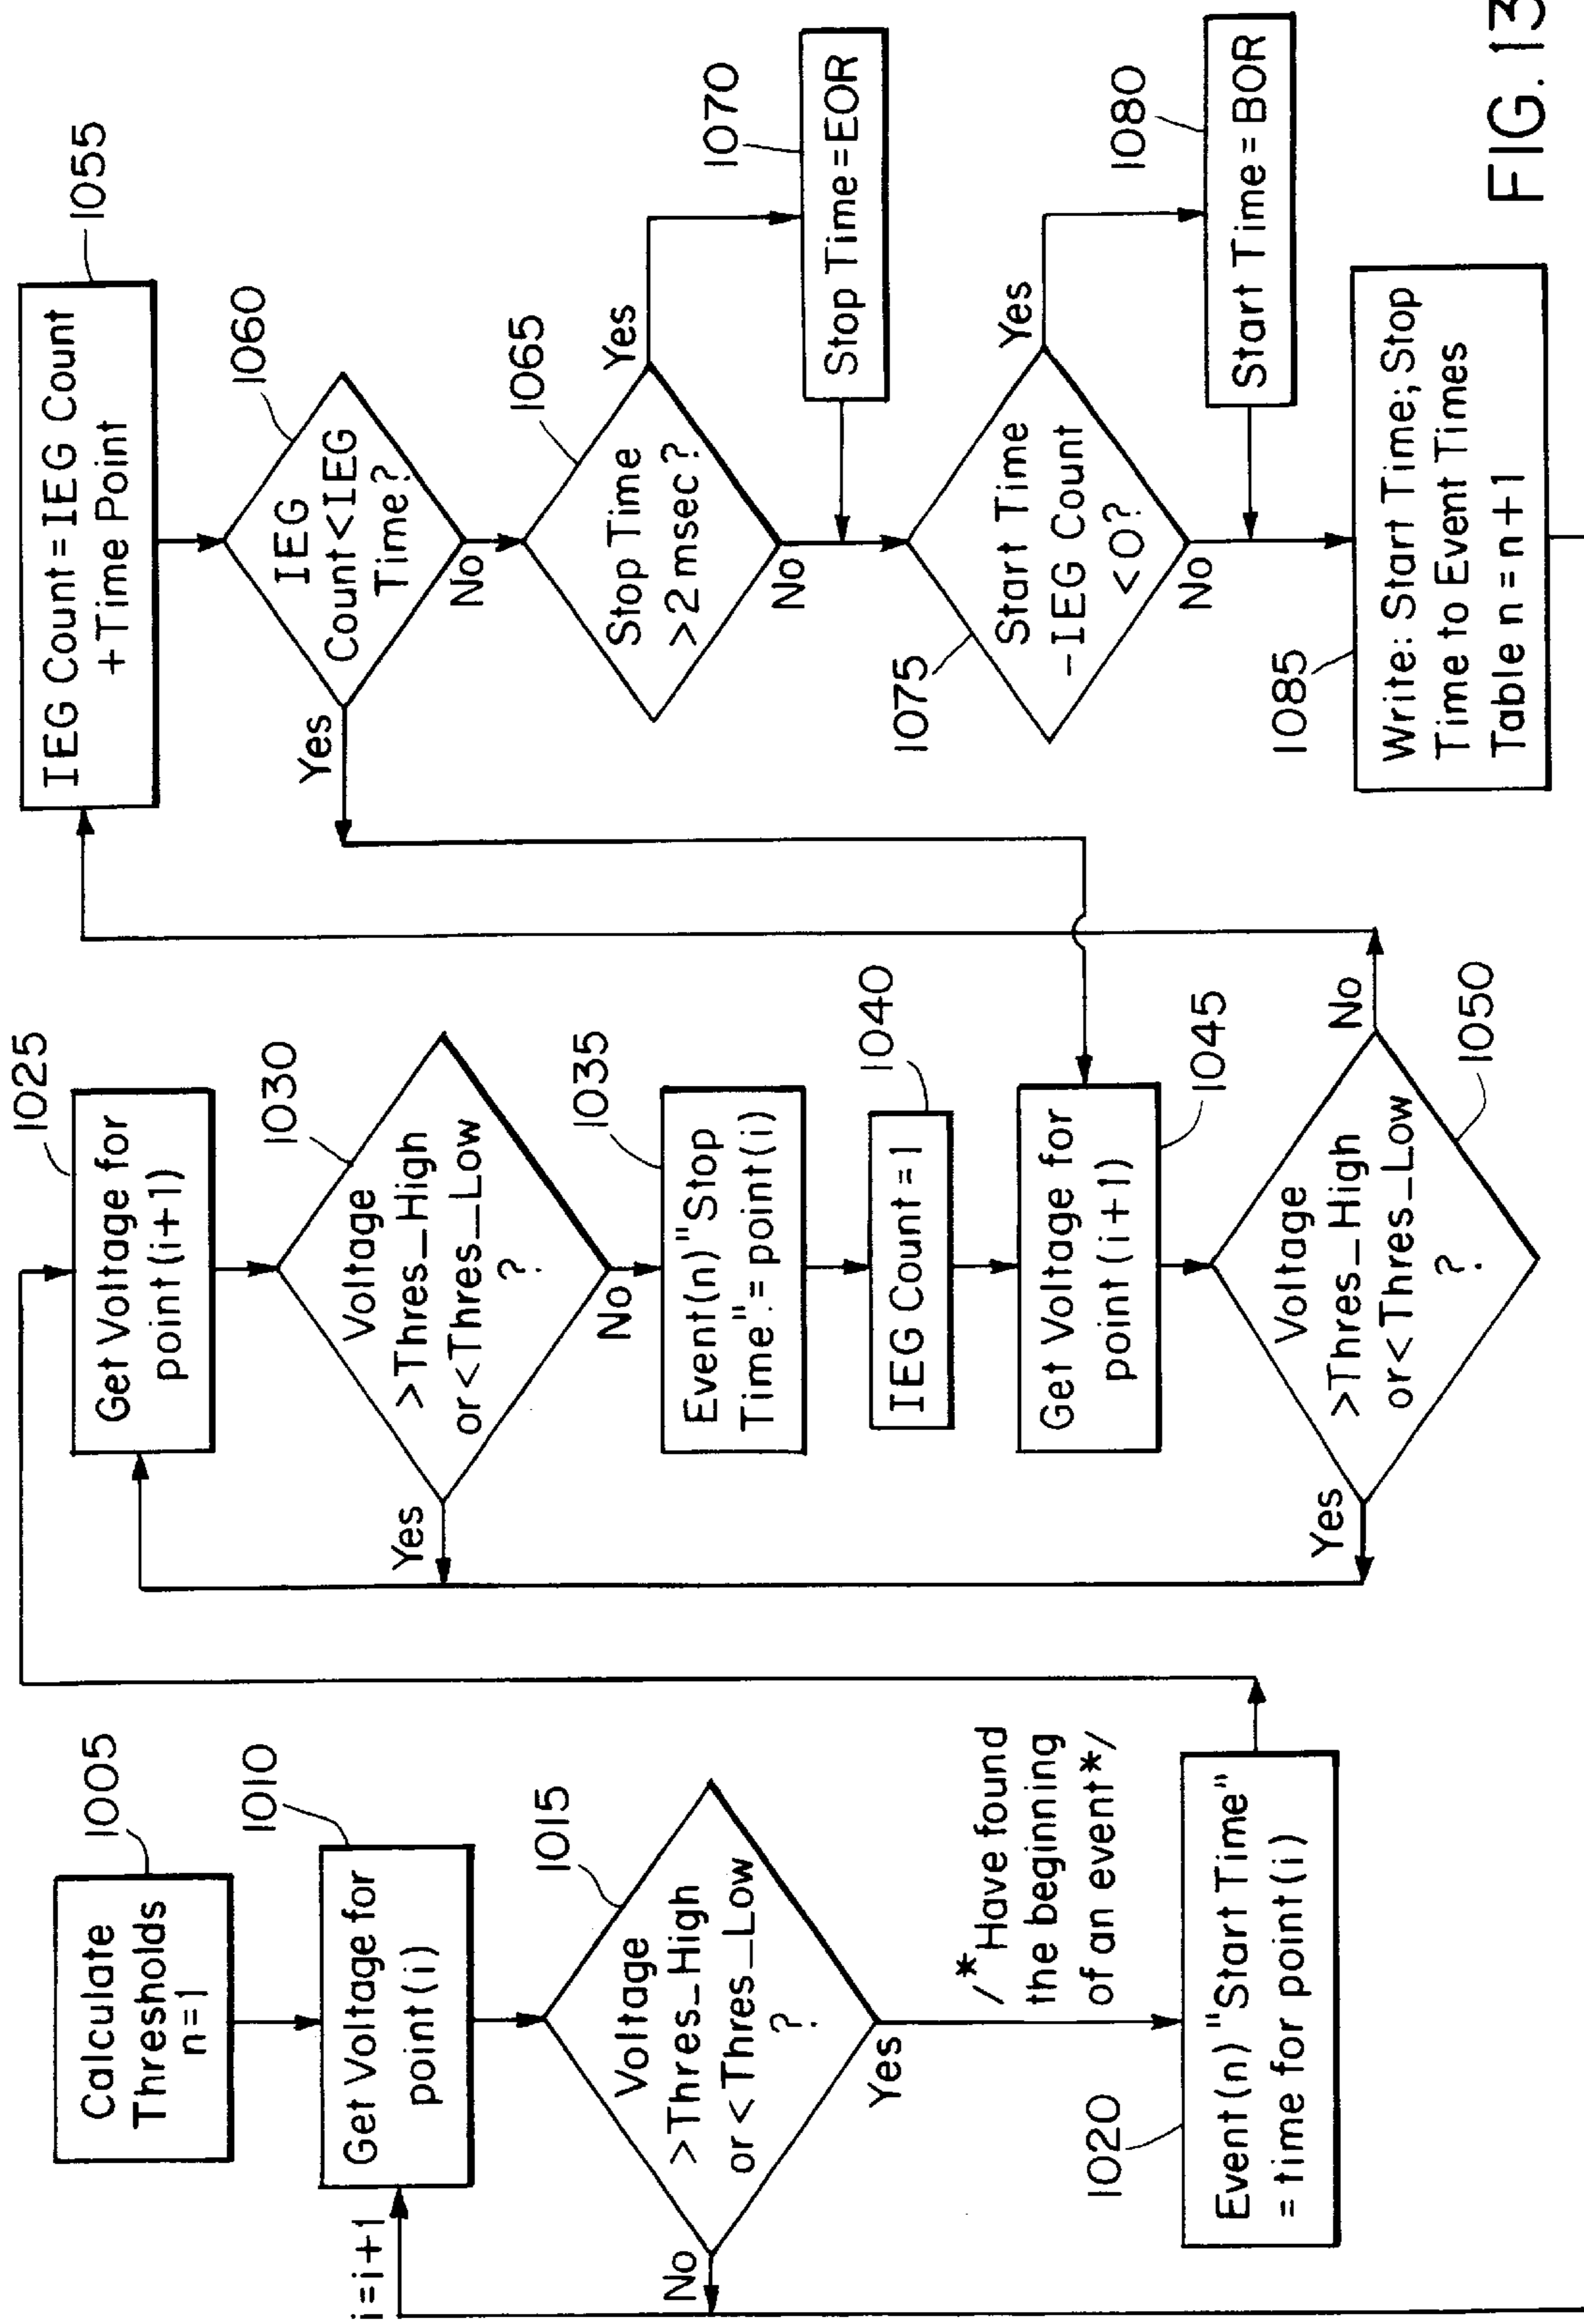 1005
Calculate
Thresholds
n=1
1010
i=i+1
Get Voltage for
point(i)
1015
Voltage
>Thres_High
or<Thres_Low
?
No
Yes
/*Have found
the beginning
of an event*/
1020
Event(n) "Start Time"
= time for point(i)
1025
Get Voltage for
point(i+1)
1030
Voltage
>Thres_High
or<Thres_Low
?
Yes
No
1035
Event(n)"Stop
Time".= point(i)
1040
IEG Count=1
1045
Get Voltage for
point(i+1)
1050
Voltage
>Thres_High
or<Thres_Low
?
Yes
No
1055
IEG Count=IEG Count
+Time Point
1060
IEG
Count<IEG
Time?
Yes
No
1065
Stop Time
>2msec?
Yes
No
1070
Stop Time=EOR
1075
Start Time
-IEG Count
<0?
Yes
No
1080
Start Time=BOR
1085
Write: Start Time; Stop
Time to Event Times
Table n=n+1
FIG. 13